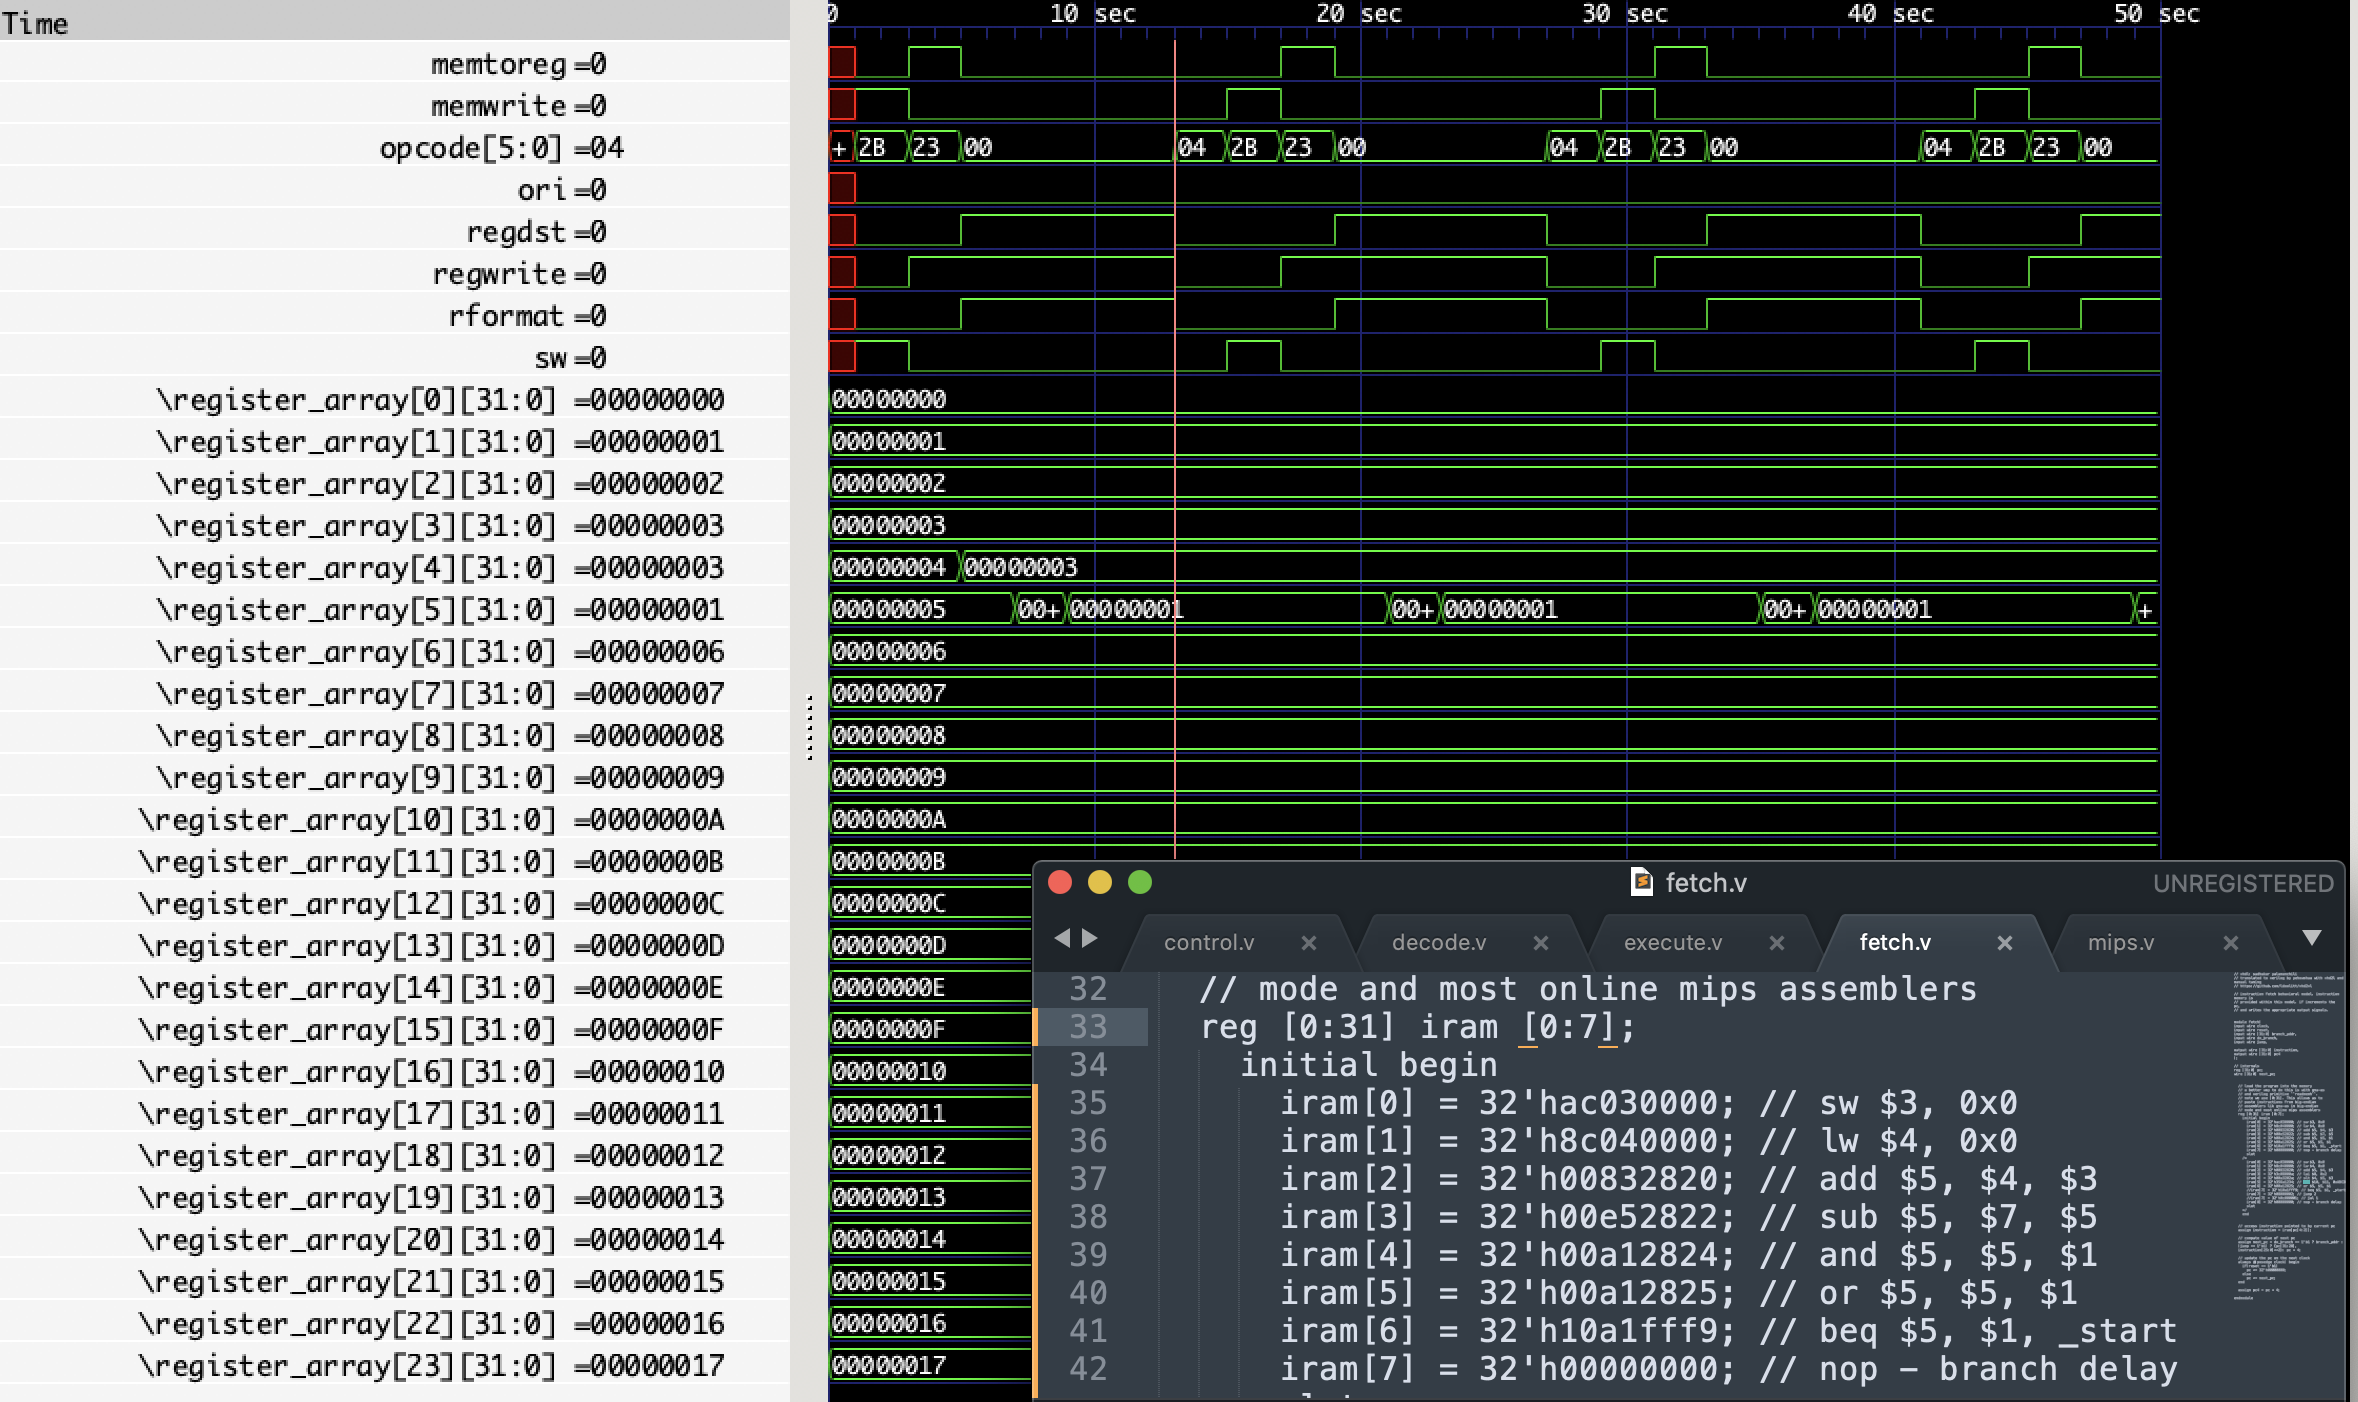 Time
0 10 sec 20 sec 30 sec 40 sec 50 sec
memtoreg =0
memwrite =0
opcode[5:0] =04 + 2B 23 00 04 2B 23 00 04 2B 23 00 04 2B 23 00
ori =0
regdst =0
regwrite =0
rformat =0
sw =0
\register_array[0][31:0] =00000000 00000000
\register_array[1][31:0] =00000001 00000001
\register_array[2][31:0] =00000002 00000002
\register_array[3][31:0] =00000003 00000003
\register_array[4][31:0] =00000003 00000004 00000003
\register_array[5][31:0] =00000001 00000005 00+ 00000001 00+ 00000001 00+ 00000001 +
\register_array[6][31:0] =00000006 00000006
\register_array[7][31:0] =00000007 00000007
\register_array[8][31:0] =00000008 00000008
\register_array[9][31:0] =00000009 00000009
\register_array[10][31:0] =0000000A 0000000A
\register_array[11][31:0] =0000000B 0000000B
\register_array[12][31:0] =0000000C 0000000C
\register_array[13][31:0] =0000000D 0000000D
\register_array[14][31:0] =0000000E 0000000E
\register_array[15][31:0] =0000000F 0000000F
\register_array[16][31:0] =00000010 00000010
\register_array[17][31:0] =00000011 00000011
\register_array[18][31:0] =00000012 00000012
\register_array[19][31:0] =00000013 00000013
\register_array[20][31:0] =00000014 00000014
\register_array[21][31:0] =00000015 00000015
\register_array[22][31:0] =00000016 00000016
\register_array[23][31:0] =00000017 00000017
fetch.v UNREGISTERED
control.v decode.v execute.v fetch.v mips.v
32 // mode and most online mips assemblers
33 reg [0:31] iram [0:7];
34 initial begin
35 iram[0] = 32'hac030000; // sw $3, 0x0
36 iram[1] = 32'h8c040000; // lw $4, 0x0
37 iram[2] = 32'h00832820; // add $5, $4, $3
38 iram[3] = 32'h00e52822; // sub $5, $7, $5
39 iram[4] = 32'h00a12824; // and $5, $5, $1
40 iram[5] = 32'h00a12825; // or $5, $5, $1
41 iram[6] = 32'h10a1fff9; // beq $5, $1, _start
42 iram[7] = 32'h00000000; // nop - branch delay